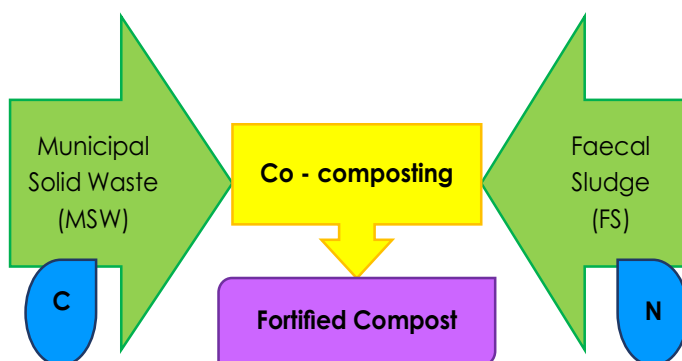 Municipal
Solid Waste
(MSW)
C
Co - composting
Fortified Compost
Faecal
Sludge
(FS)
N